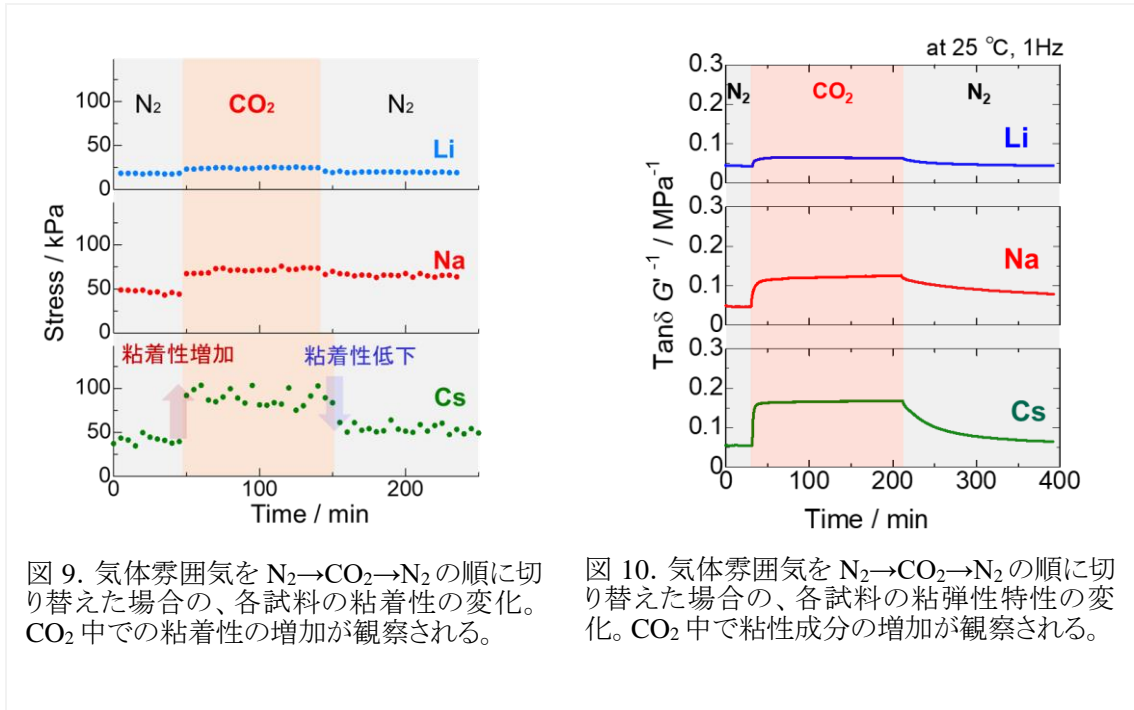 N₂ CO₂ N₂
100
50
0
Li
100
50
0
Na
粘着性増加 粘着性低下
100
50
0
Cs
Stress / kPa
0 100 200
Time / min
at 25 ℃, 1Hz
0.3
N₂ CO₂ N₂
0.2
Li
0.1
0
0.3
0.2
Na
0.1
0
0.3
0.2
Cs
0.1
0
Tanδ G'⁻¹ / MPa⁻¹
0 100 200 300 400
Time / min
図 9. 気体雰囲気を N₂→CO₂→N₂ の順に切
り替えた場合の、各試料の粘着性の変化。
CO₂ 中での粘着性の増加が観察される。
図 10. 気体雰囲気を N₂→CO₂→N₂ の順に切
り替えた場合の、各試料の粘弾性特性の変
化。CO₂ 中で粘性成分の増加が観察される。